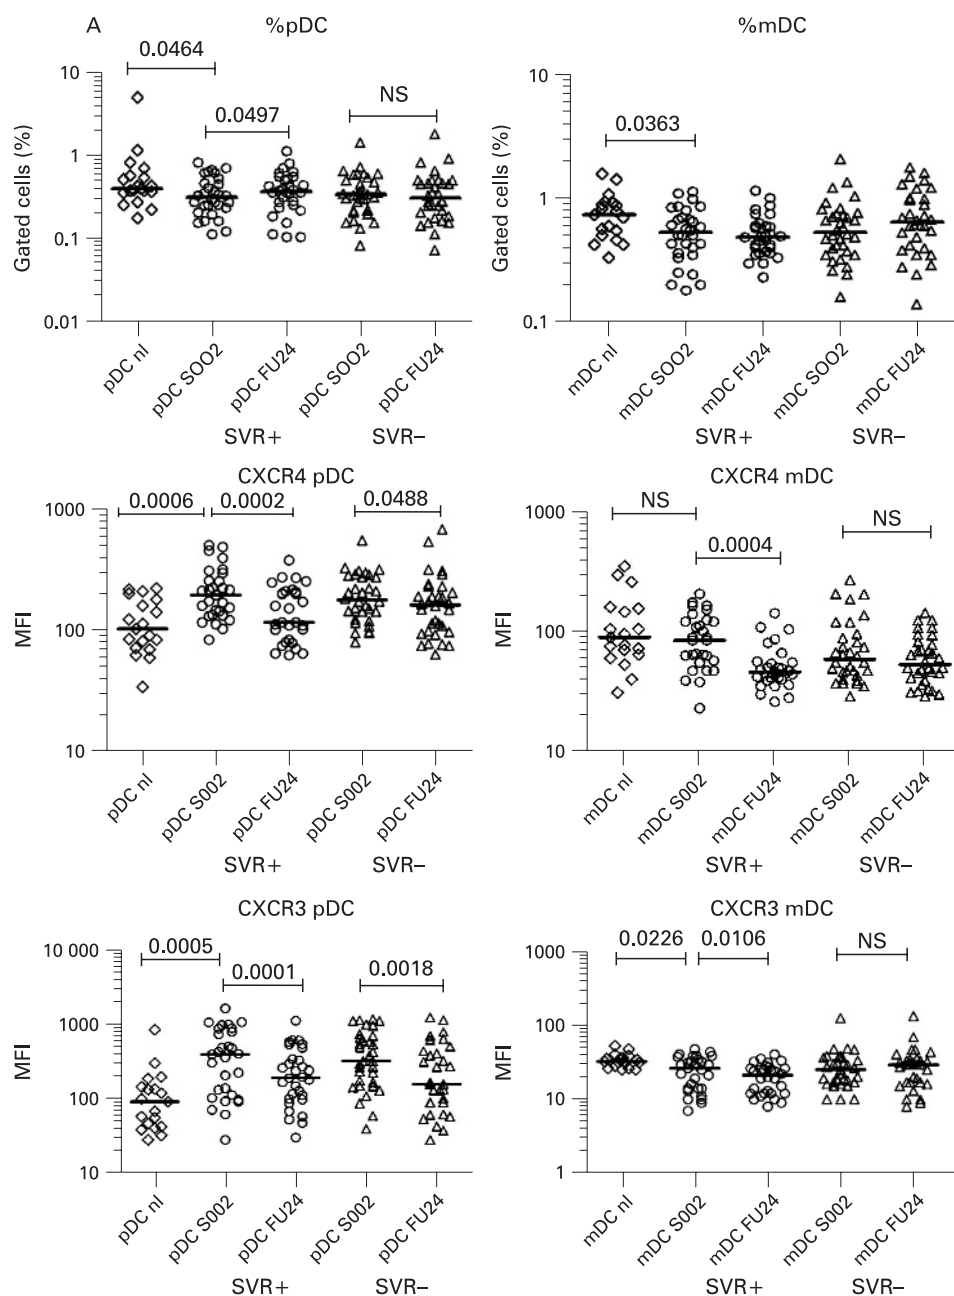 A
%pDC
0.0464
0.0497
NS
Gated cells (%)
10
1
0.1
0.01
pDC nl
pDC SOO2
pDC FU24
pDC SOO2
pDC FU24
SVR+
SVR–
%mDC
0.0363
Gated cells (%)
10
1
0.1
mDC nl
mDC SOO2
mDC FU24
mDC SOO2
mDC FU24
SVR+
SVR–
CXCR4 pDC
0.0006
0.0002
0.0488
MFI
1000
100
10
pDC nl
pDC S002
pDC FU24
pDC S002
pDC FU24
SVR+
SVR–
CXCR4 mDC
NS
0.0004
NS
MFI
1000
100
10
mDC nl
mDC S002
mDC FU24
mDC S002
mDC FU24
SVR+
SVR–
CXCR3 pDC
0.0005
0.0001
0.0018
MFI
10 000
1000
100
10
pDC nl
pDC S002
pDC FU24
pDC S002
pDC FU24
SVR+
SVR–
CXCR3 mDC
0.0226
0.0106
NS
MFI
1000
100
10
1
mDC nl
mDC S002
mDC FU24
mDC S002
mDC FU24
SVR+
SVR–